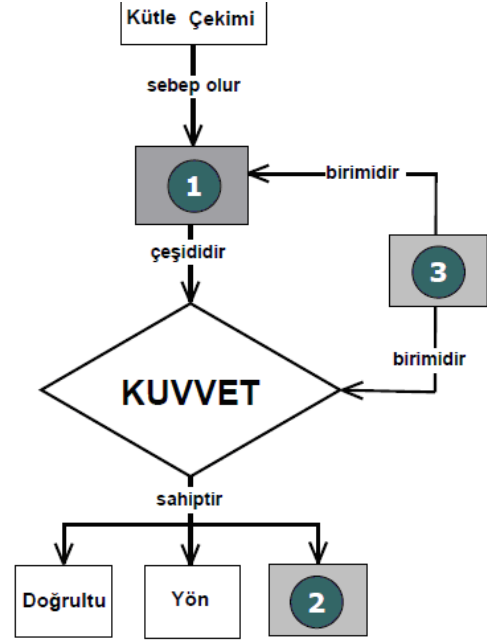 Kütle Çekimi
sebep olur
1
birimidir
çeşididir
3
birimidir
KUVVET
sahiptir
Doğrultu
Yön
2